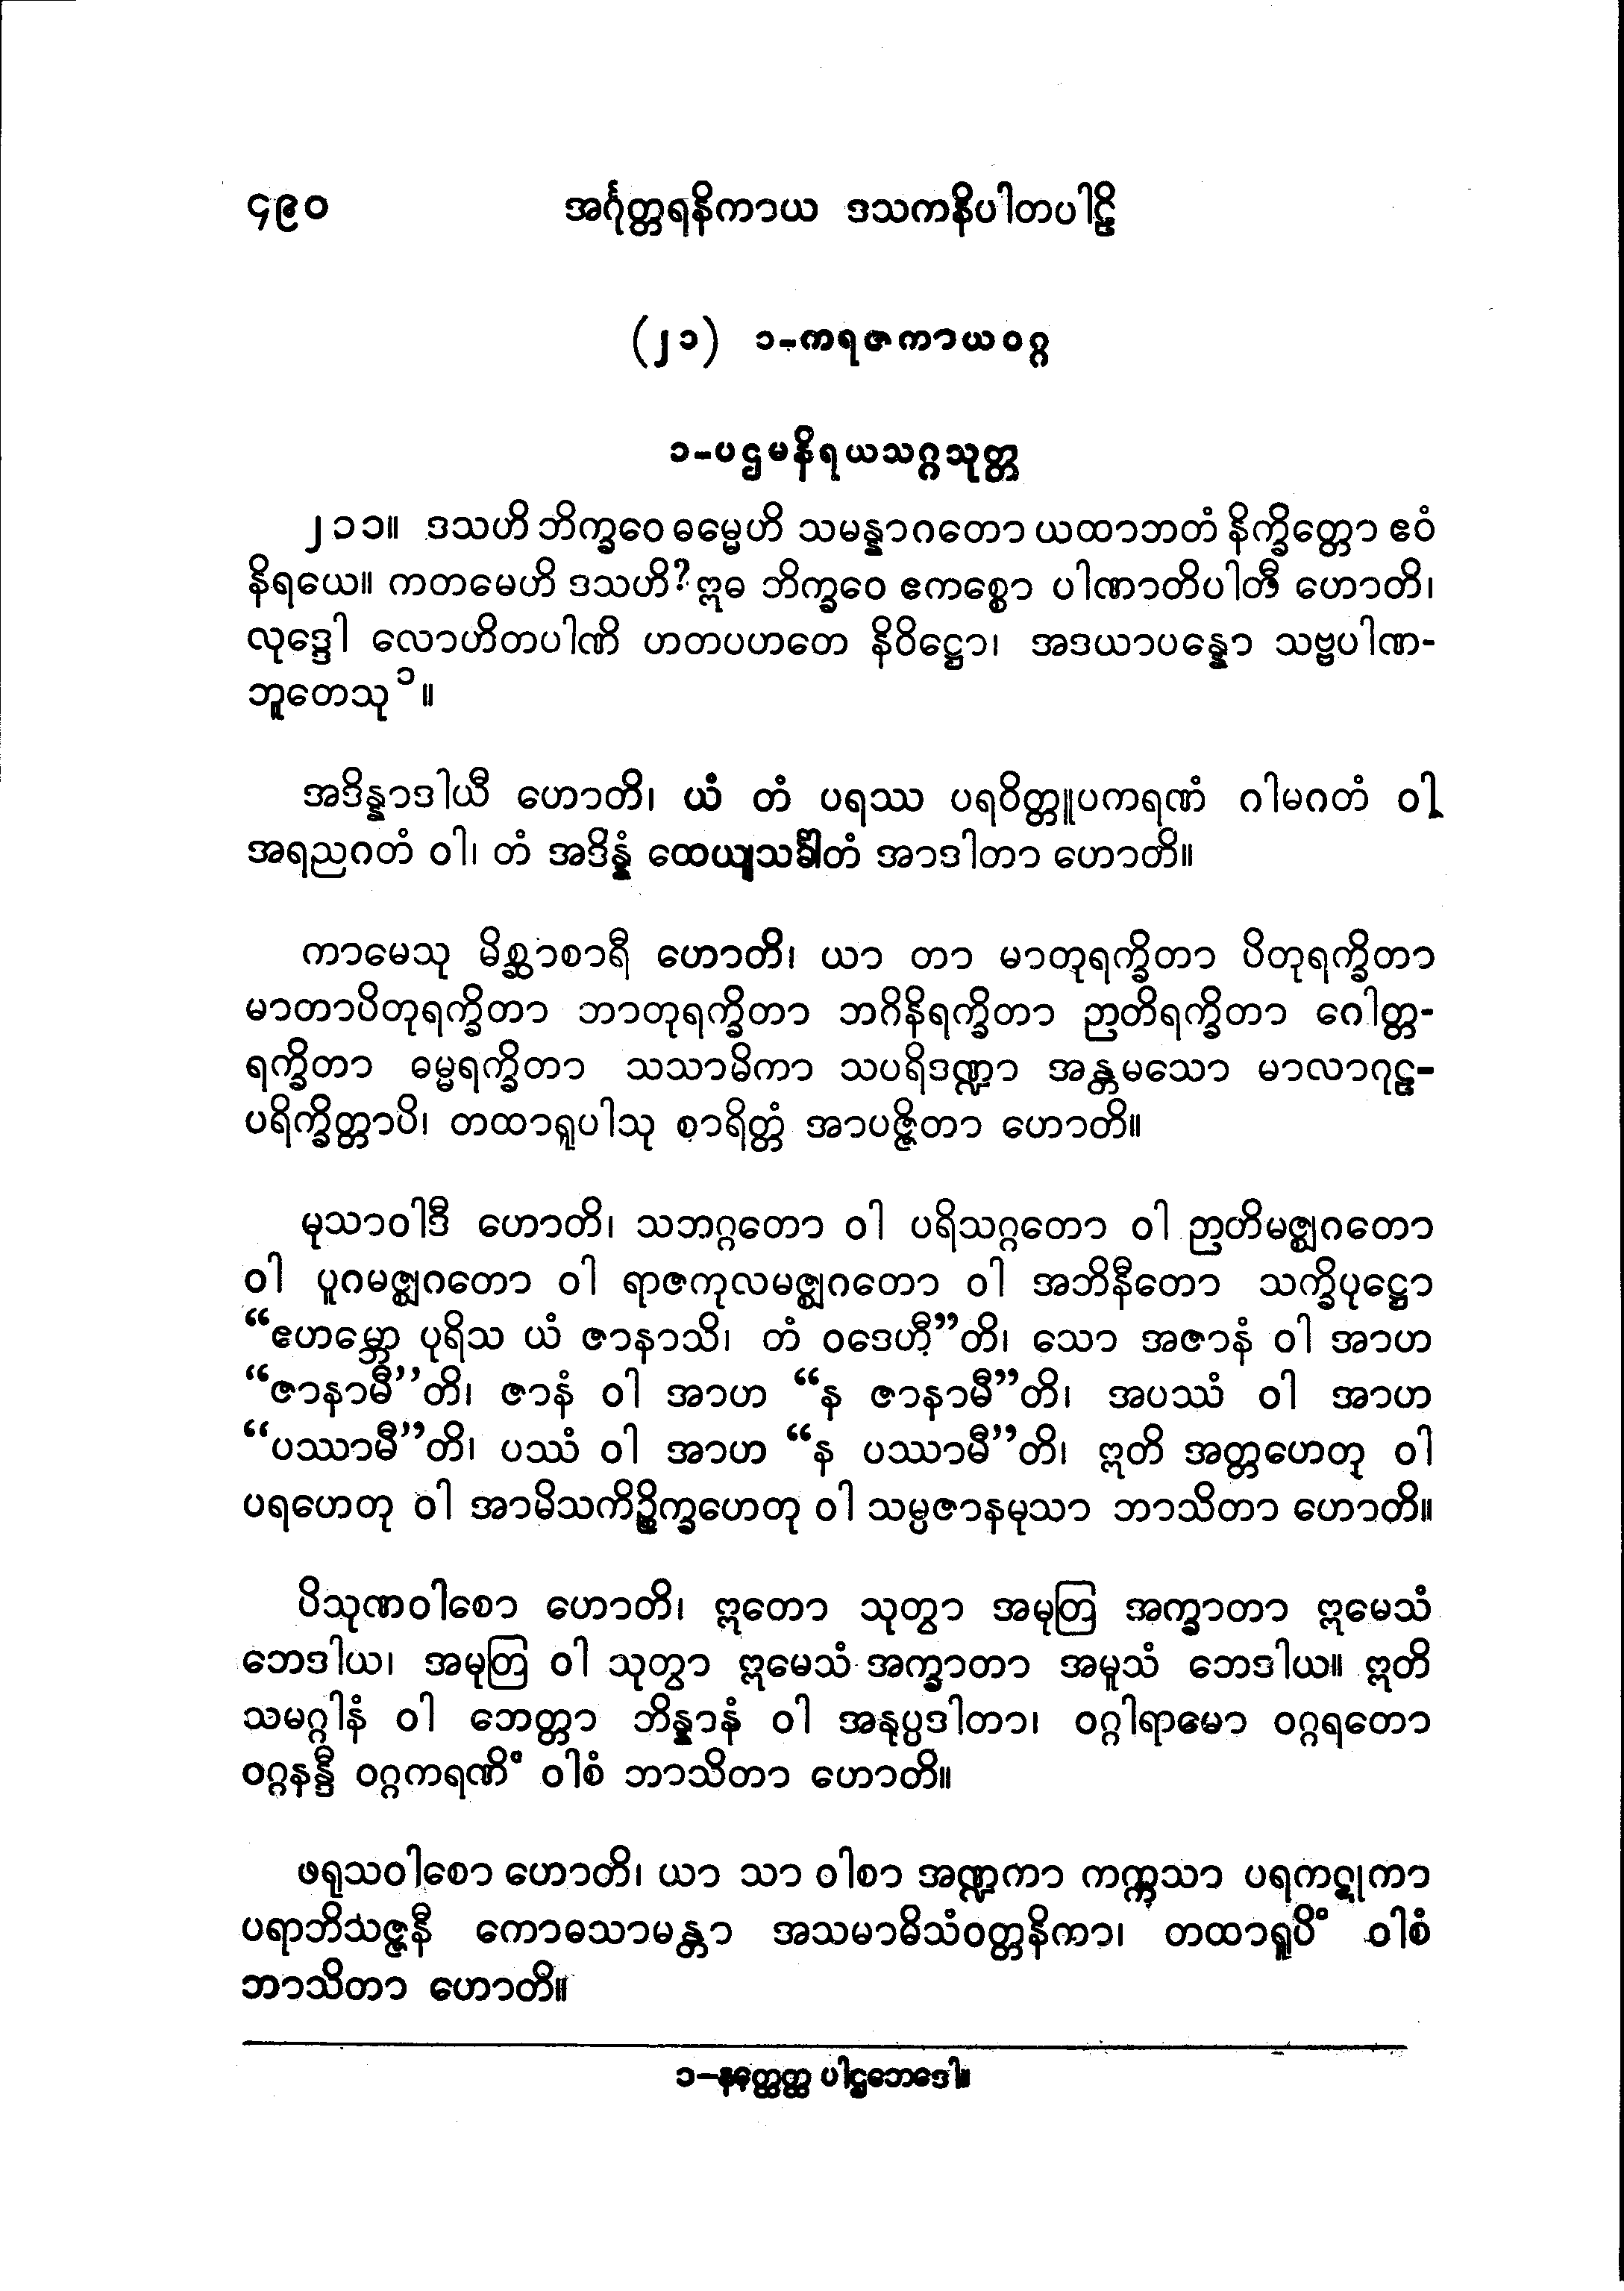 ၄၉၀ အင်္ဂုတ္တရနိကာယ ဒသကနိပါတပါဠိ
(၂၁) ၁-ကရဇကာယဝဂ္ဂ
၁-ပဌမနိရယသဂ္ဂသုတ္တ
၂၁၁။ ဒသဟိ ဘိက္ခဝေ ဓမ္မေဟိ သမန္နာဂတော ယထာဘတံ နိက္ခိတ္တော ဧဝံ
နိရယေ။ ကတမေဟိ ဒသဟိ? ဣဓ ဘိက္ခဝေ ဧကစ္စော ပါဏာတိပါတီ ဟောတိ၊
လုဒ္ဒေါ လောဟိတပါဏိ ဟတပဟတေ နိဝိဋ္ဌော၊ အဒယာပန္နော သဗ္ဗပါဏ-
ဘူတေသု ၁။
အဒိန္နာဒါယီ ဟောတိ၊ ယံ တံ ပရဿ ပရဝိတ္တူပကရဏံ ဂါမဂတံ ဝါ
အရညဂတံ ဝါ၊ တံ အဒိန္နံ ထေယျသင်္ခါတံ အာဒါတာ ဟောတိ။
ကာမေသု မိစ္ဆာစာရီ ဟောတိ၊ ယာ တာ မာတုရက္ခိတာ ပိတုရက္ခိတာ
မာတာပိတုရက္ခိတာ ဘာတုရက္ခိတာ ဘဂိနိရက္ခိတာ ဉာတိရက္ခိတာ ဂေါတ္တ-
ရက္ခိတာ ဓမ္မရက္ခိတာ သသာမိကာ သပရိဒဏ္ဍာ အန္တမသော မာလာဂုဠ-
ပရိက္ခိတ္တာပိ၊ တထာရူပါသု စာရိတ္တံ အာပဇ္ဇိတာ ဟောတိ။
မုသာဝါဒီ ဟောတိ၊ သဘဂ္ဂတော ဝါ ပရိသဂ္ဂတော ဝါ ဉာတိမဇ္ဈဂတော
ဝါ ပူဂမဇ္ဈဂတော ဝါ ရာဇကုလမဇ္ဈဂတော ဝါ အဘိနီတော သက္ခိပုဋ္ဌော
“ဧဟမ္ဘော ပုရိသ ယံ ဇာနာသိ၊ တံ ဝဒေဟီ”တိ၊ သော အဇာနံ ဝါ အာဟ
“ဇာနာမီ”တိ၊ ဇာနံ ဝါ အာဟ “န ဇာနာမီ”တိ၊ အပဿံ ဝါ အာဟ
“ပဿာမီ”တိ၊ ပဿံ ဝါ အာဟ “န ပဿာမီ”တိ၊ ဣတိ အတ္တဟေတု ဝါ
ပရဟေတု ဝါ အာမိသကိဉ္စိက္ခဟေတု ဝါ သမ္ပဇာနမုသာ ဘာသိတာ ဟောတိ။
ပိသုဏဝါစော ဟောတိ၊ ဣတော သုတွာ အမုတြ အက္ခာတာ ဣမေသံ
ဘေဒါယ၊ အမုတြ ဝါ သုတွာ ဣမေသံ အက္ခာတာ အမူသံ ဘေဒါယ။ ဣတိ
သမဂ္ဂါနံ ဝါ ဘေတ္တာ ဘိန္နာနံ ဝါ အနုပ္ပဒါတာ၊ ဝဂ္ဂါရာမော ဝဂ္ဂရတော
ဝဂ္ဂနန္ဒီ ဝဂ္ဂကရဏိံ ဝါစံ ဘာသိတာ ဟောတိ။
ဖရုသဝါစော ဟောတိ၊ ယာ သာ ဝါစာ အဏ္ဍကာ ကက္ကသာ ပရကဋုကာ
ပရာဘိသဇ္ဇနီ ကောဓသာမန္တာ အသမာဓိသံဝတ္တနိကာ၊ တထာရူပိံ ဝါစံ
ဘာသိတာ ဟောတိ။
၁-နတ္ထေတ္ထ ပါဌဘေဒေါ။